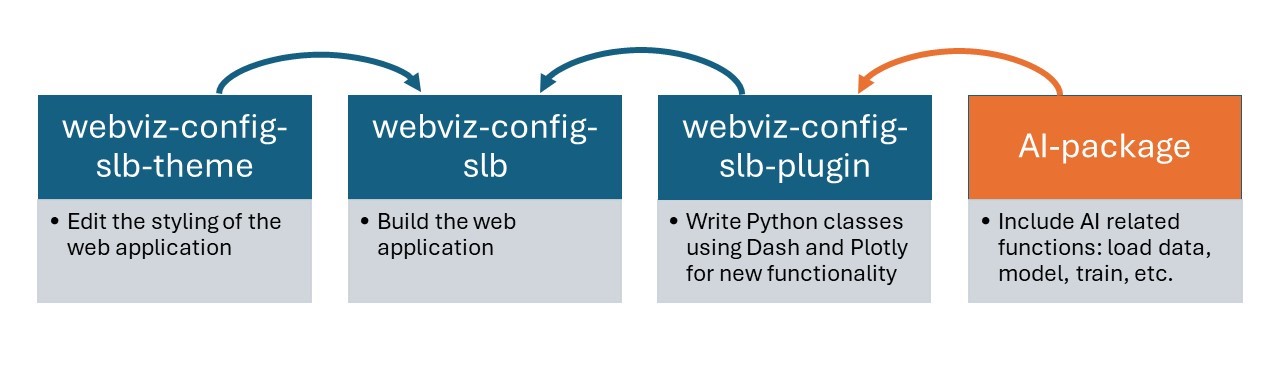 webviz-config-
slb-theme
• Edit the styling of the
web application
webviz-config-
slb
• Build the web
application
webviz-config-
slb-plugin
• Write Python classes
using Dash and Plotly
for new functionality
AI-package
• Include AI related
functions: load data,
model, train, etc.